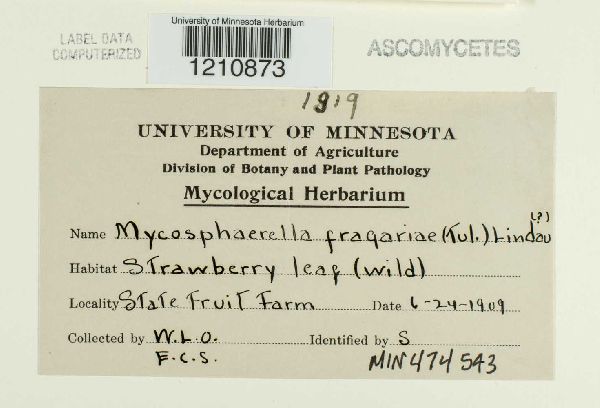 University of Minnesota Herbarium
1210873
LABEL DATA
COMPUTERIZED
ASCOMYCETES
1919
UNIVERSITY OF MINNESOTA
Department of Agriculture
Division of Botany and Plant Pathology
Mycological Herbarium
Name Mycosphaerella fragariae (Tul.) Lindau (?)
Habitat Strawberry leaf (wild)
Locality State Fruit Farm Date 6-24-1909
Collected by W.L.O. Identified by S
E.C.S.
MIN 474543